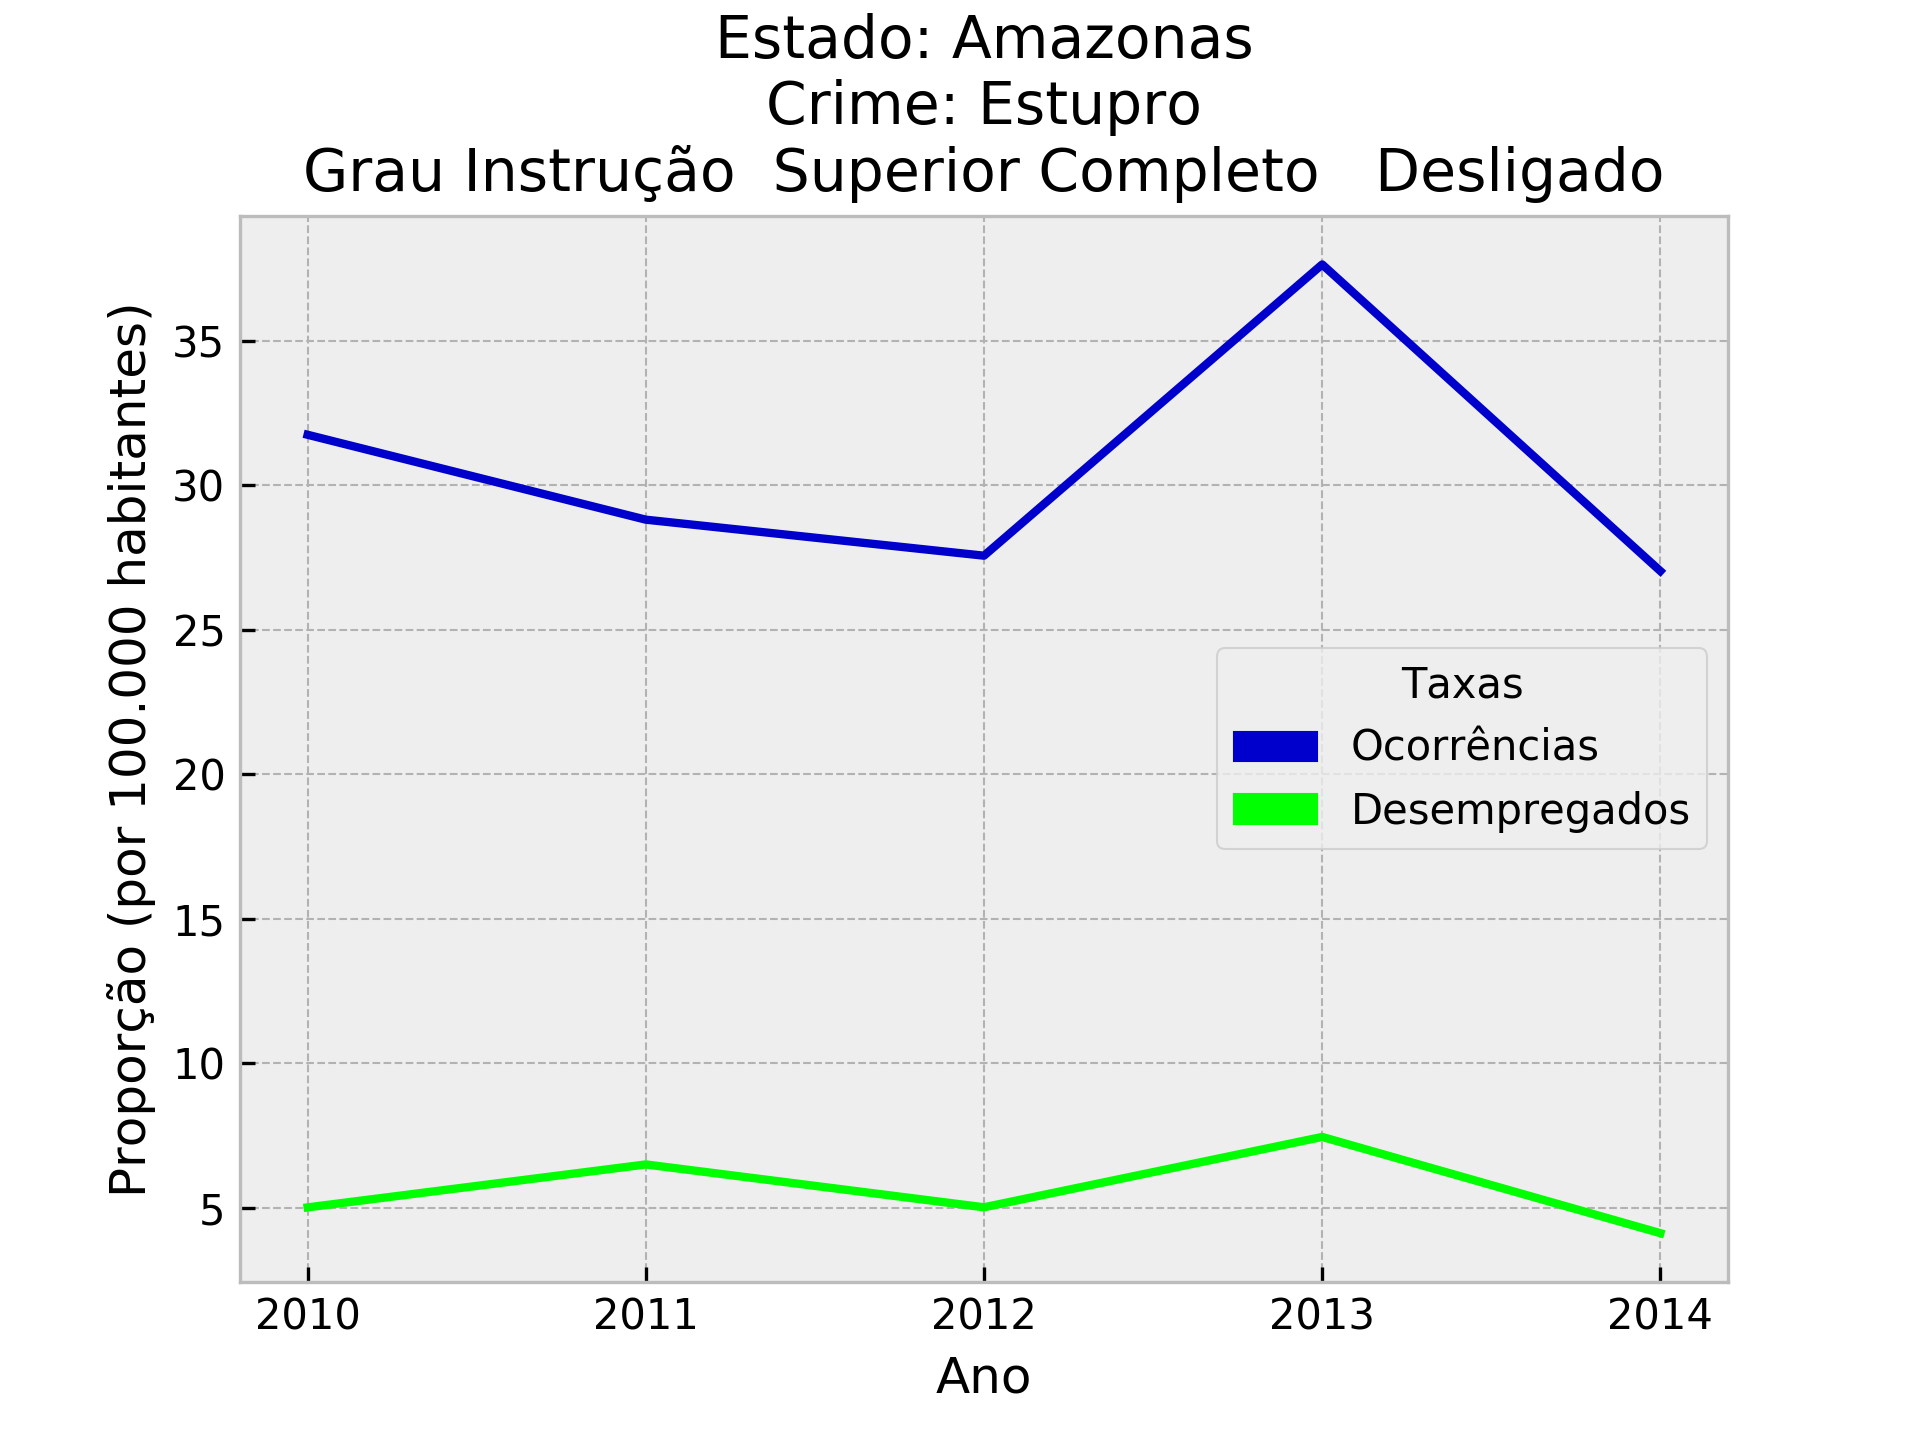 Estado: Amazonas
Crime: Estupro
Grau Instrução  Superior Completo   Desligado
Proporção (por 100.000 habitantes)
35
30
25
20
15
10
5
Taxas
Ocorrências
Desempregados
2010 2011 2012 2013 2014
Ano